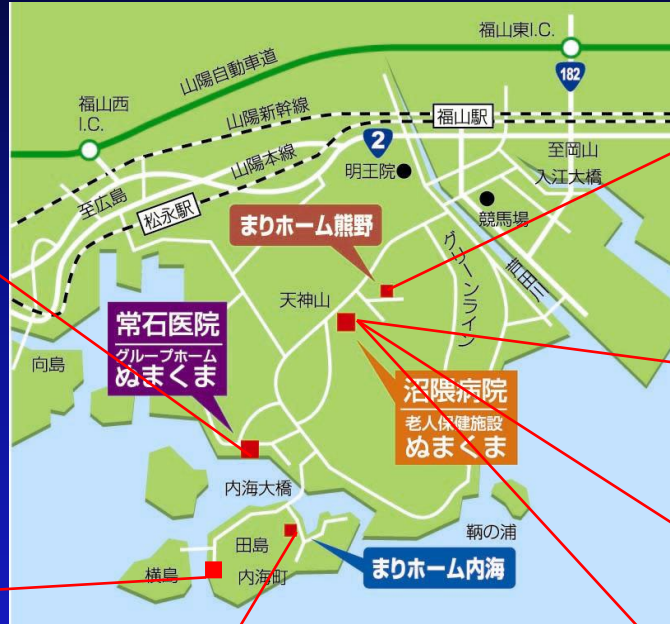 福山東I.C.
山陽自動車道
182
福山西
I.C.
山陽新幹線
福山駅
2
山陽本線
至岡山
明王院
入江大橋
至広島
松永駅
競馬場
まりホーム熊野
グリーンライン
芦田川
天神山
常石医院
グループホーム
ぬまくま
向島
沼隈病院
老人保健施設
ぬまくま
内海大橋
鞆の浦
田島
横島
内海町
まりホーム内海